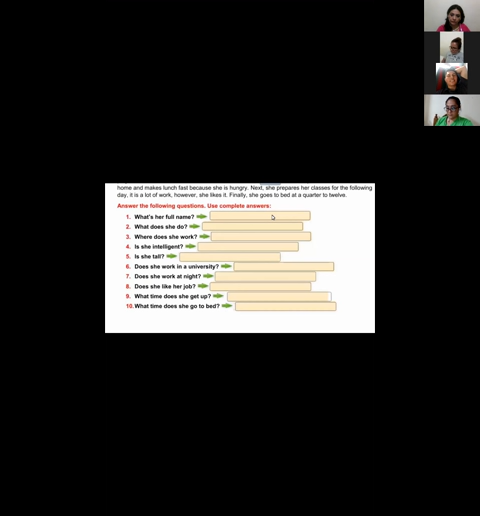 home and makes lunch fast because she is hungry. Next, she prepares her classes for the following
day, it is a lot of work, however, she likes it. Finally, she goes to bed at a quarter to twelve.
Answer the following questions. Use complete answers:
1. What's her full name?
2. What does she do?
3. Where does she work?
4. Is she intelligent?
5. Is she tall?
6. Does she work in a university?
7. Does she work at night?
8. Does she like her job?
9. What time does she get up?
10. What time does she go to bed?